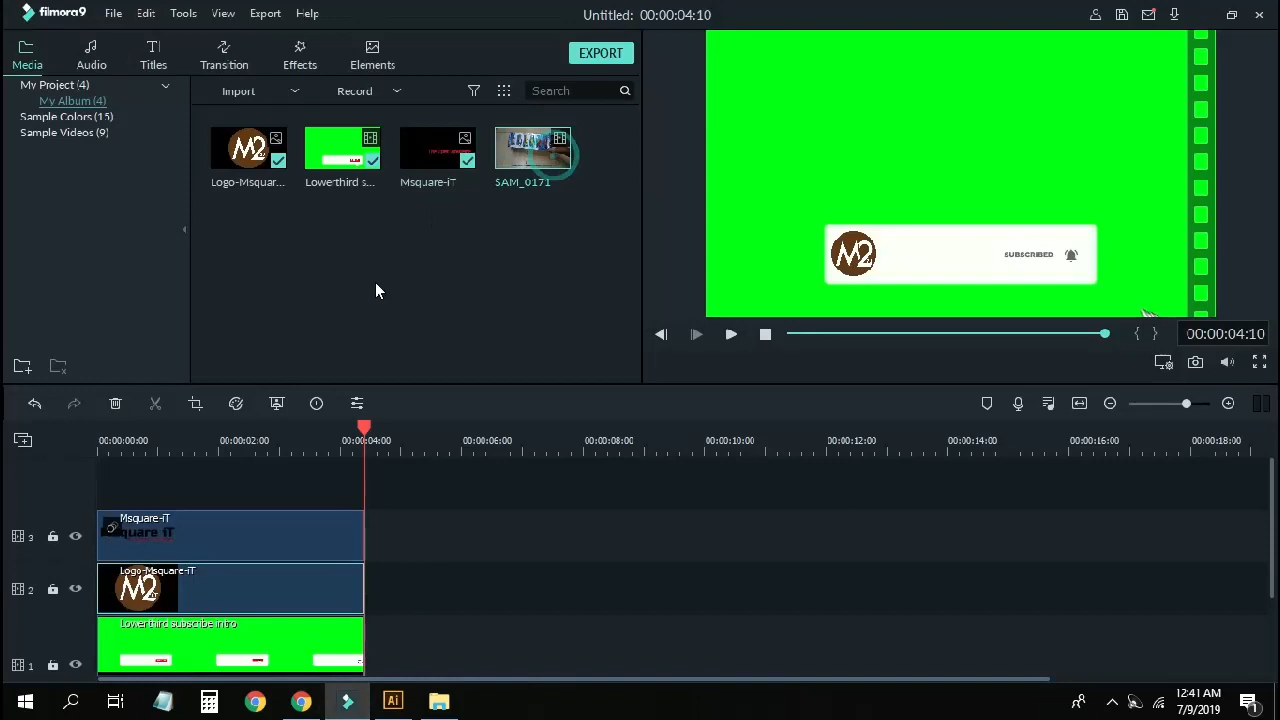 filmora9 File Edit Tools View Export Help Untitled: 00:00:04:10
Media Audio Titles Transition Effects Elements EXPORT
My Project (4)
My Album (4)
Sample Colors (15)
Sample Videos (9)
Import Record Search
M2
Logo-Msquar... Lowerthird s... Msquare-iT SAM_0171
M2 SUBSCRIBED
00:00:04:10
00:00:00:00 00:00:02:00 00:00:04:00 00:00:06:00 00:00:08:00 00:00:10:00 00:00:12:00 00:00:14:00 00:00:16:00 00:00:18:00
Msquare-iT
square iT
3
Logo-Msquare-iT
M2
2
Lowerthird subscribe intro
1
Ai
12:41 AM
7/9/2019
1